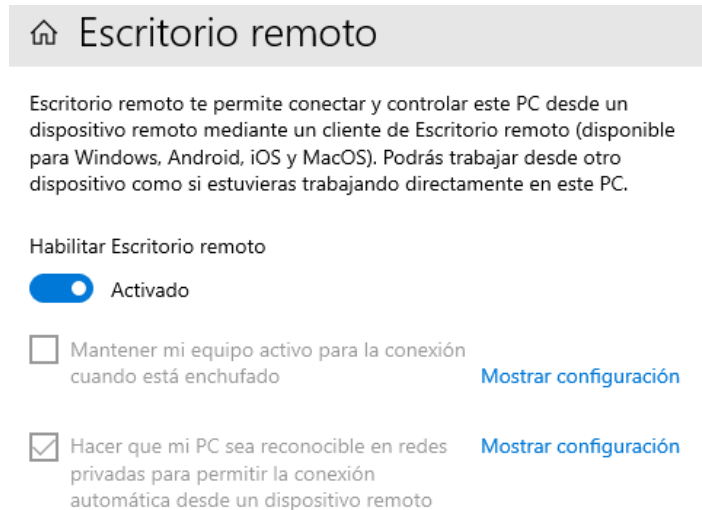 Escritorio remoto
Escritorio remoto te permite conectar y controlar este PC desde un
dispositivo remoto mediante un cliente de Escritorio remoto (disponible
para Windows, Android, iOS y MacOS). Podrás trabajar desde otro
dispositivo como si estuvieras trabajando directamente en este PC.
Habilitar Escritorio remoto
Activado
Mantener mi equipo activo para la conexión
cuando está enchufado
Mostrar configuración
Hacer que mi PC sea reconocible en redes
privadas para permitir la conexión
automática desde un dispositivo remoto
Mostrar configuración